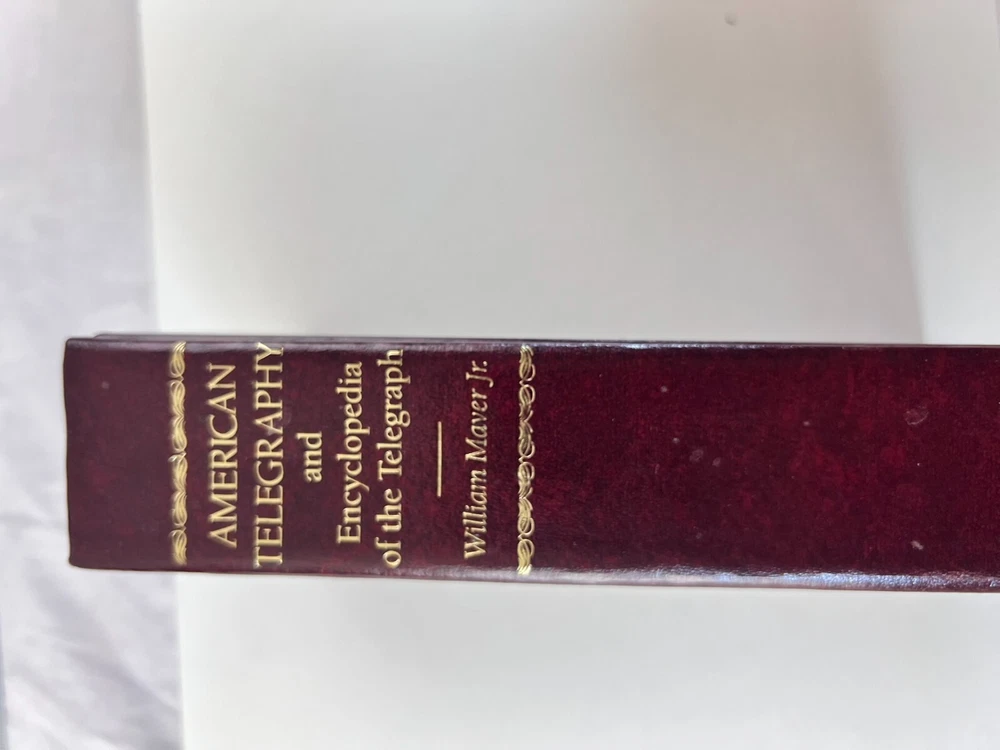 AMERICAN
TELEGRAPHY
and
Encyclopedia
of the Telegraph
William Maver Jr.